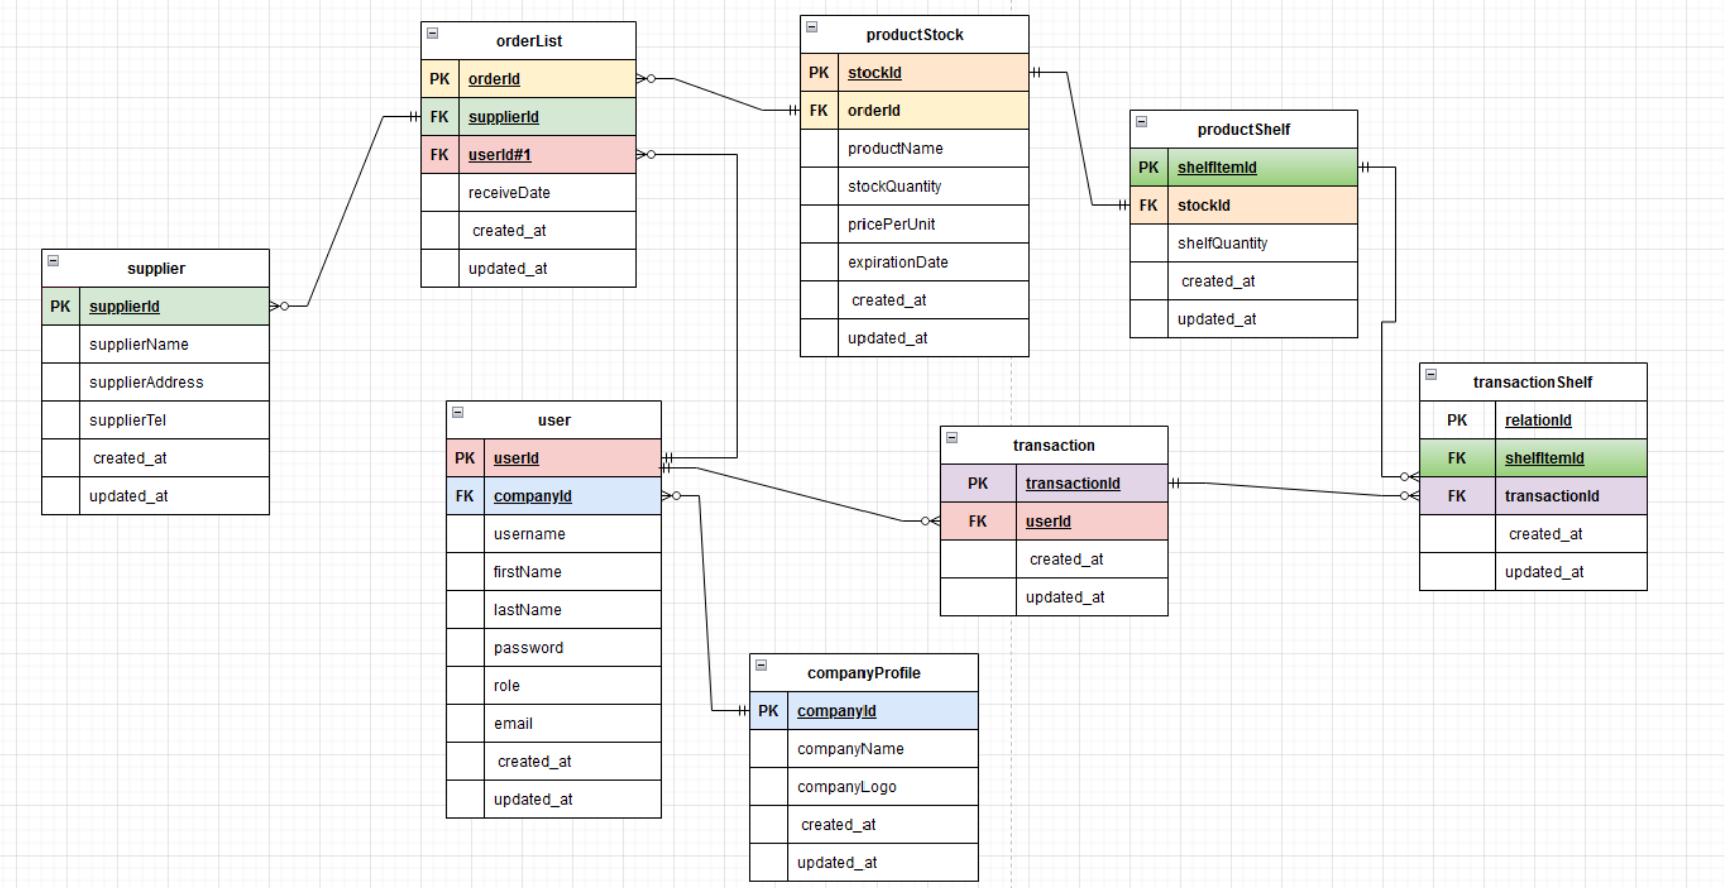 orderList
PK orderId
FK supplierId
FK userId#1
receiveDate
created_at
updated_at
productStock
PK stockId
FK orderId
productName
stockQuantity
pricePerUnit
expirationDate
created_at
updated_at
productShelf
PK shelfItemId
FK stockId
shelfQuantity
created_at
updated_at
supplier
PK supplierId
supplierName
supplierAddress
supplierTel
created_at
updated_at
user
PK userId
FK companyId
username
firstName
lastName
password
role
email
created_at
updated_at
transaction
PK transactionId
FK userId
created_at
updated_at
transactionShelf
PK relationId
FK shelfItemId
FK transactionId
created_at
updated_at
companyProfile
PK companyId
companyName
companyLogo
created_at
updated_at